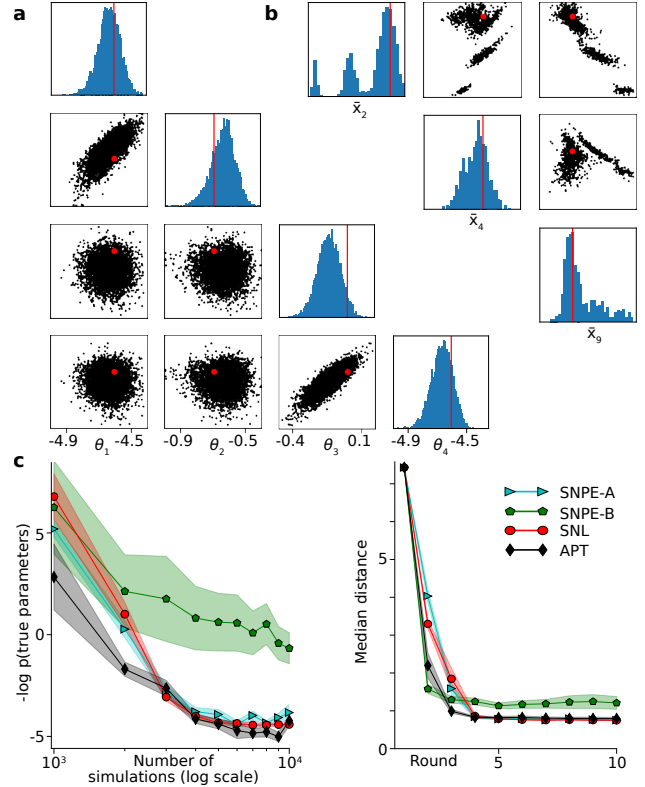 a
b
x̄2
x̄4
x̄9
-4.9 -4.5
θ1
-0.9 -0.5
θ2
-0.4 0.1
θ3
-4.9 -4.5
θ4
c
5
0
-5
-log p(true parameters)
10³ 10⁴
Number of
simulations (log scale)
Median distance
5
0
Round 5 10
SNPE-A
SNPE-B
SNL
APT